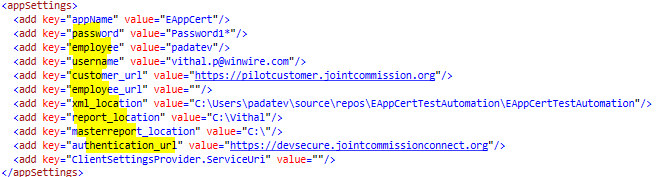 <appSettings>
<add key="appName" value="EAppCert"/>
<add key="password" value="Password1*"/>
<add key="employee" value="padatev"/>
<add key="username" value="vithal.p@winwire.com"/>
<add key="customer_url" value="https://pilotcustomer.jointcommission.org"/>
<add key="employee_url" value=""/>
<add key="xml_location" value="C:\Users\padatev\source\repos\EAppCertTestAutomation\EAppCertTestAutomation"/>
<add key="report_location" value="C:\Vithal"/>
<add key="masterreport_location" value="C:\"/>
<add key="authentication_url" value="https://devsecure.jointcommissionconnect.org"/>
<add key="ClientSettingsProvider.ServiceUri" value=""/>
</appSettings>